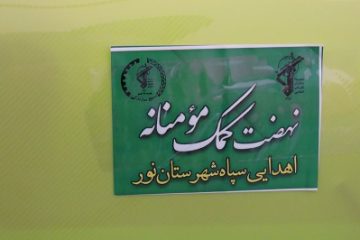 نهضت کمک مؤمنانه
اهدایی سپاه شهرستان نور